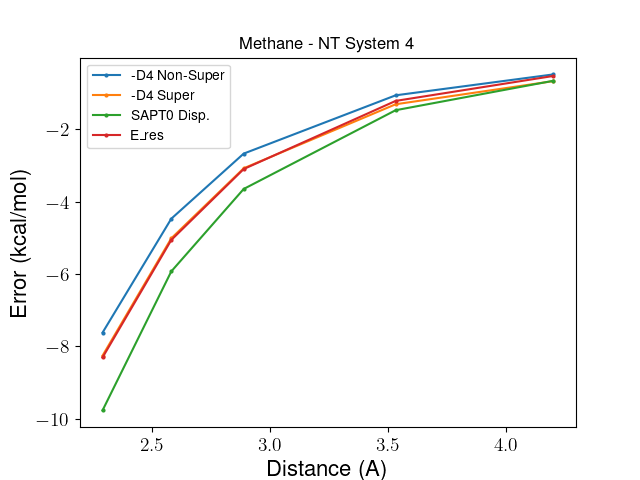 Methane - NT System 4
-D4 Non-Super
-D4 Super
SAPT0 Disp.
E_res
Error (kcal/mol)
−2
−4
−6
−8
−10
2.5 3.0 3.5 4.0
Distance (A)